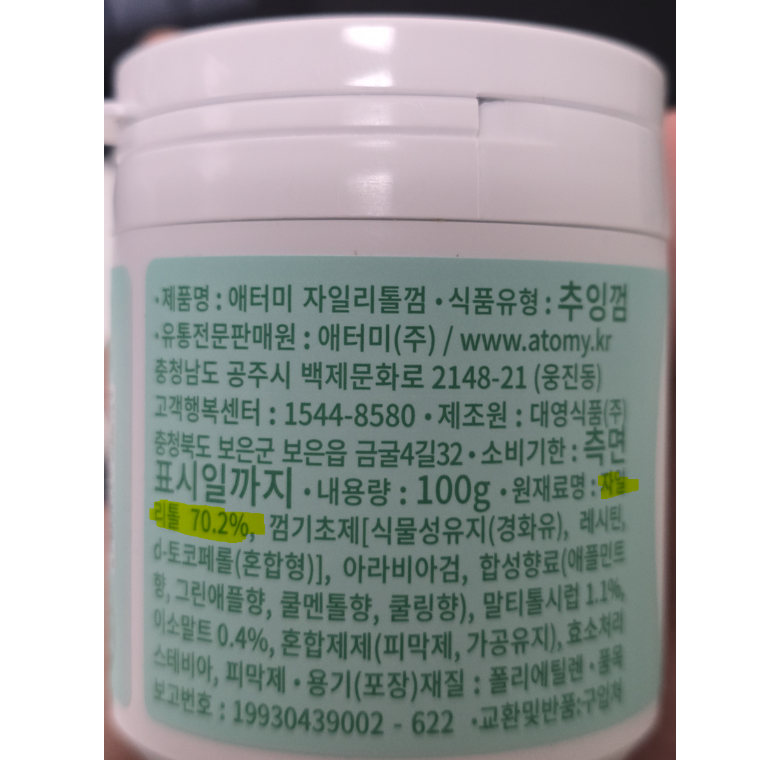 ·제품명 : 애터미 자일리톨껌 · 식품유형 : 추잉껌
·유통전문판매원 : 애터미(주) / www.atomy.kr
충청남도 공주시 백제문화로 2148-21 (웅진동)
고객행복센터 : 1544-8580 · 제조원 : 대영식품(주)
충청북도 보은군 보은읍 금굴4길32 · 소비기한 : 측면
표시일까지 · 내용량 : 100g · 원재료명 : 자일
리톨 70.2%, 껌기초제[식물성유지(경화유), 레시틴,
d-토코페롤(혼합형)], 아라비아검, 합성향료(애플민트
향, 그린애플향, 쿨멘톨향, 쿨링향), 말티톨시럽 1.1%,
이소말트 0.4%, 혼합제제(피막제, 가공유지), 효소처리
스테비아, 피막제 · 용기(포장)재질 : 폴리에틸렌 · 품목
보고번호 : 19930439002 - 622 ·교환및반품:구입처